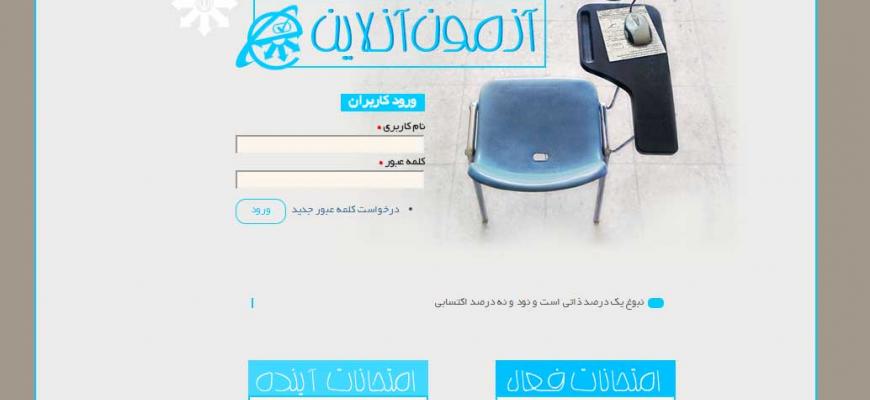 آزمون آنلاین
ورود کاربران
نام کاربری *
کلمه عبور *
درخواست کلمه عبور جدید
ورود
نبوغ یک درصد ذاتی است و نود و نه درصد اکتسابی
امتحانات فعال
امتحانات آینده